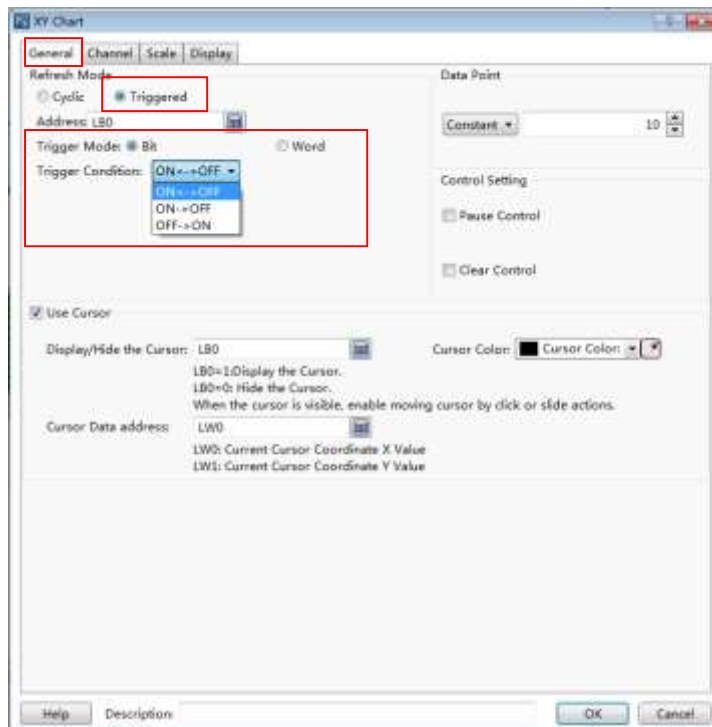 XY Chart
General Channel Scale Display
Refresh Mode
Data Point
Cyclic Triggered
Address: LB0
Constant 10
Trigger Mode: Bit Word
Trigger Condition: ON<->OFF
ON<->OFF
ON->OFF
OFF->ON
Control Setting
Pause Control
Clear Control
Use Cursor
Display/Hide the Cursor: LB0
Cursor Color: Cursor Color:
LB0=1:Display the Cursor.
LB0=0: Hide the Cursor.
When the cursor is visible, enable moving cursor by click or slide actions.
Cursor Data address: LW0
LW0: Current Cursor Coordinate X Value
LW1: Current Cursor Coordinate Y Value
Help Description: OK Cancel